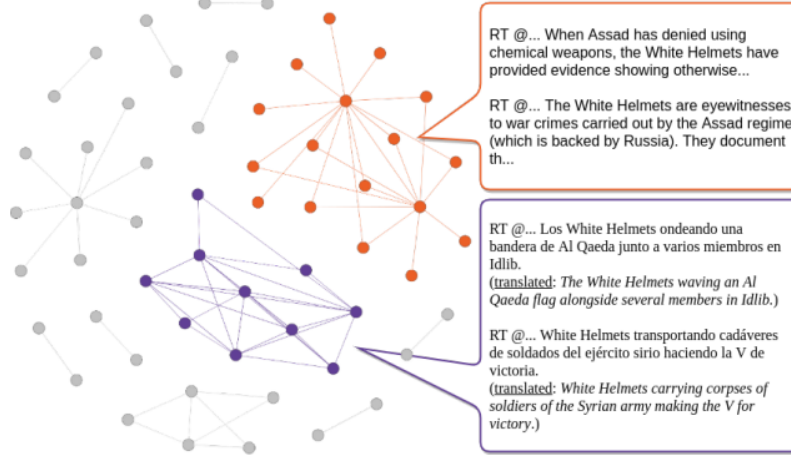 RT @... When Assad has denied using
chemical weapons, the White Helmets have
provided evidence showing otherwise...
RT @... The White Helmets are eyewitnesses
to war crimes carried out by the Assad regime
(which is backed by Russia). They document
th...
RT @... Los White Helmets ondeando una
bandera de Al Qaeda junto a varios miembros en
Idlib.
(translated: The White Helmets waving an Al
Qaeda flag alongside several members in Idlib.)
RT @... White Helmets transportando cadáveres
de soldados del ejército sirio haciendo la V de
victoria.
(translated: White Helmets carrying corpses of
soldiers of the Syrian army making the V for
victory.)